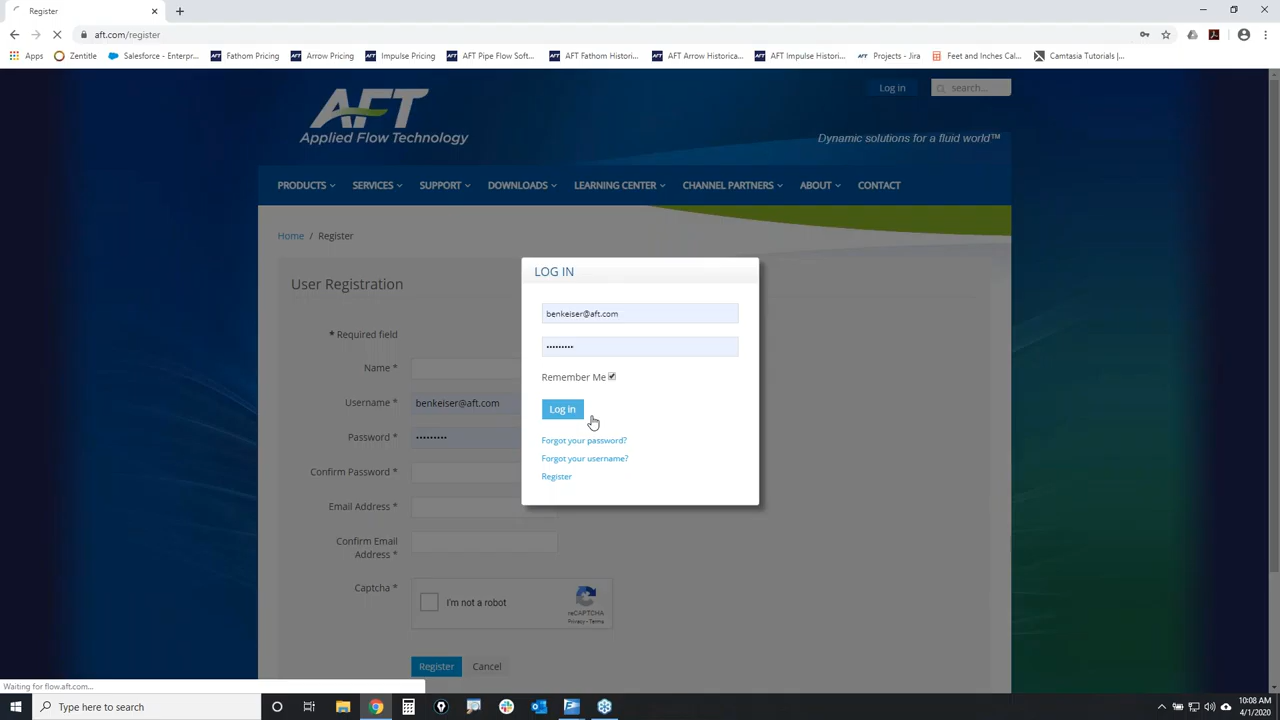 Register
aft.com/register
Apps
Zentitle
Salesforce - Enterpr...
Fathom Pricing
Arrow Pricing
Impulse Pricing
AFT Pipe Flow Soft...
AFT Fathom Histori...
AFT Arrow Historica...
AFT Impulse Histori...
Projects - Jira
Feet and Inches Cal...
Camtasia Tutorials |...
Log in
search...
AFT
Applied Flow Technology
Dynamic solutions for a fluid world™
PRODUCTS
SERVICES
SUPPORT
DOWNLOADS
LEARNING CENTER
CHANNEL PARTNERS
ABOUT
CONTACT
Home / Register
User Registration
* Required field
Name *
Username * benkeiser@aft.com
Password * •••••••••
Confirm Password *
Email Address *
Confirm Email
Address *
Captcha *
I'm not a robot
reCAPTCHA
Privacy - Terms
Register
Cancel
LOG IN
benkeiser@aft.com
•••••••••
Remember Me
Log in
Forgot your password?
Forgot your username?
Register
Waiting for flow.aft.com...
Type here to search
10:08 AM
4/1/2020